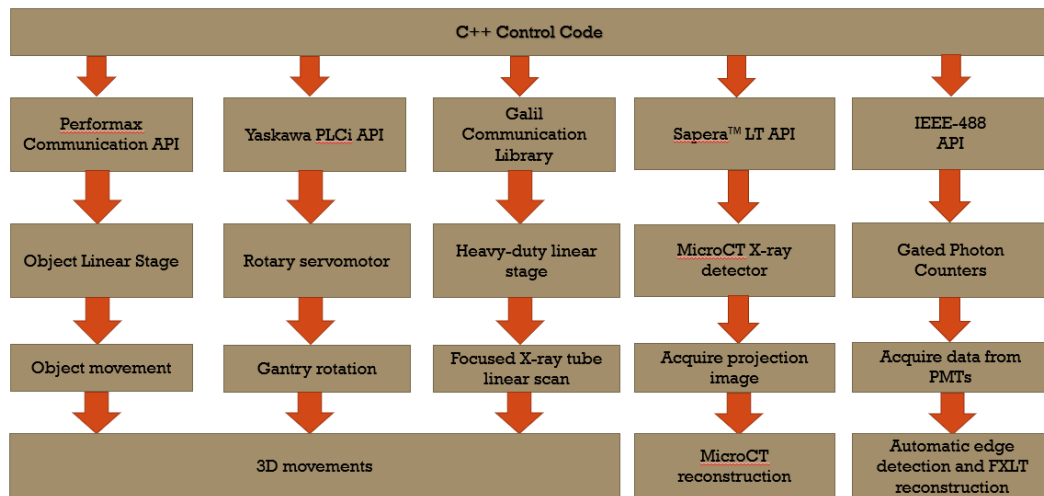 C++ Control Code
Performax
Communication API
Yaskawa PLCi API
Galil
Communication
Library
Sapera™ LT API
IEEE-488
API
Object Linear Stage
Rotary servomotor
Heavy-duty linear
stage
MicroCT X-ray
detector
Gated Photon
Counters
Object movement
Gantry rotation
Focused X-ray tube
linear scan
Acquire projection
image
Acquire data from
PMTs
3D movements
MicroCT
reconstruction
Automatic edge
detection and FXLT
reconstruction